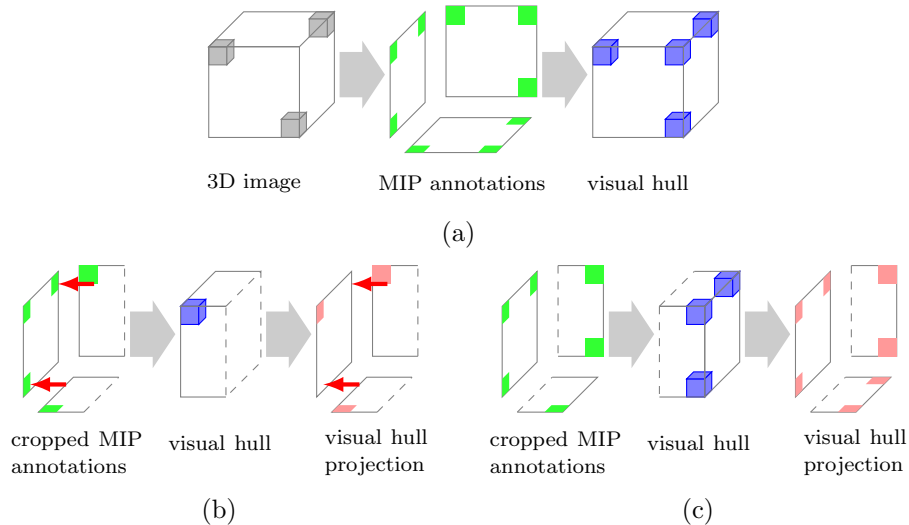 3D image
MIP annotations
visual hull
(a)
cropped MIP
annotations
visual hull
visual hull
projection
cropped MIP
annotations
visual hull
visual hull
projection
(b)
(c)